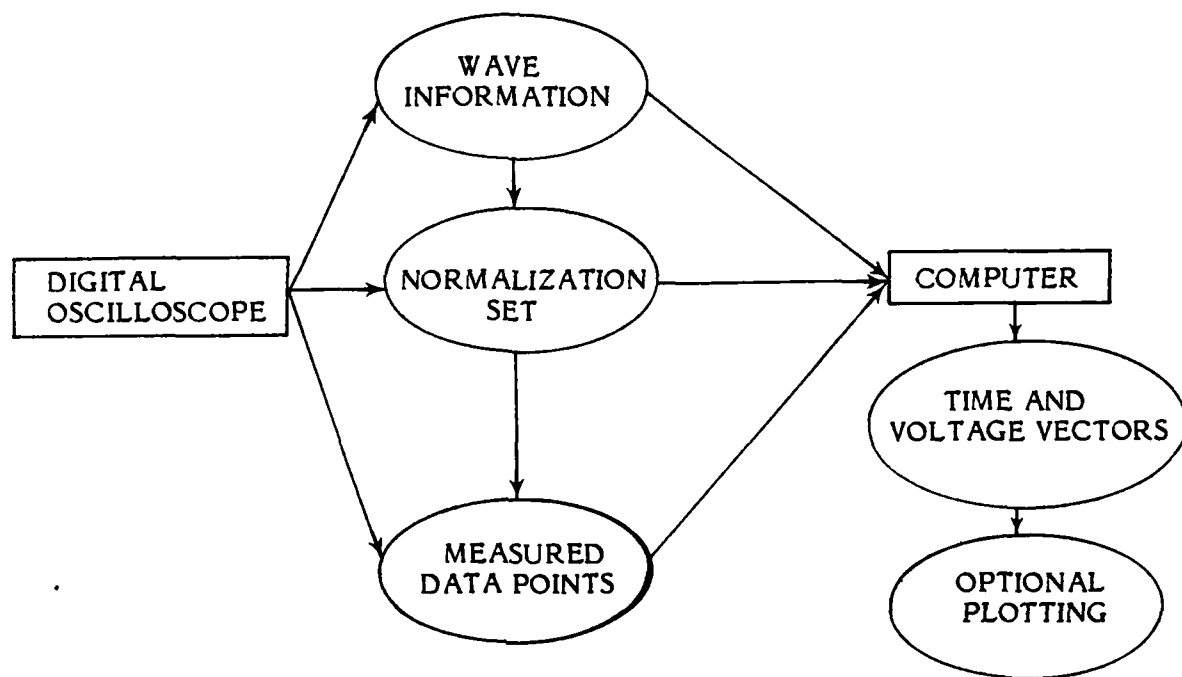 WAVE
INFORMATION
DIGITAL
OSCILLOSCOPE
NORMALIZATION
SET
COMPUTER
TIME AND
VOLTAGE VECTORS
MEASURED
DATA POINTS
OPTIONAL
PLOTTING